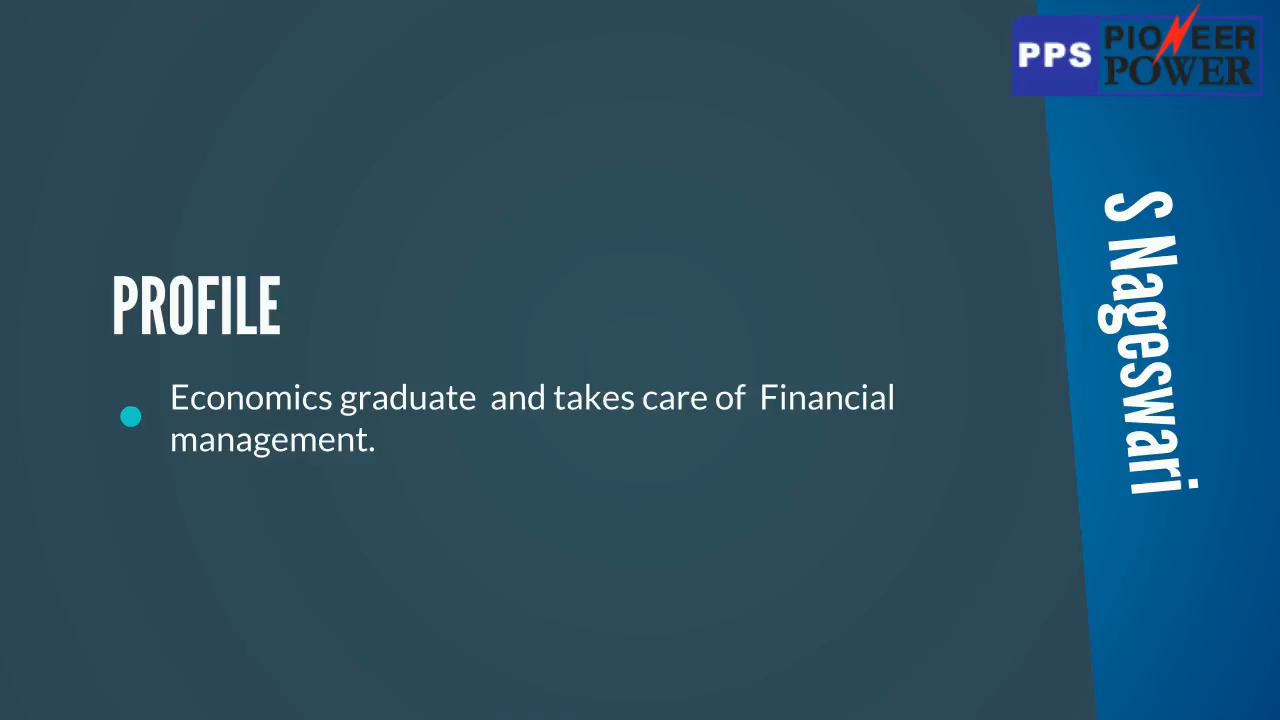 PPS
PIONEER
POWER
S Nageswari
PROFILE
Economics graduate  and takes care of  Financial
management.